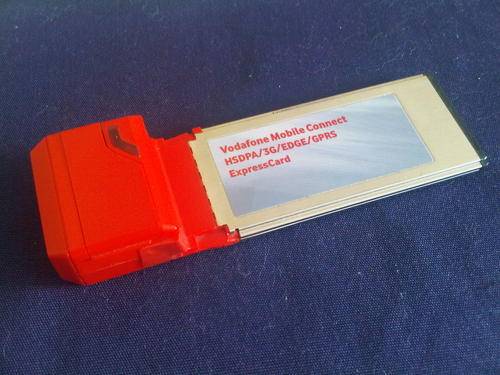 Vodafone Mobile Connect
HSDPA/3G/EDGE/GPRS
ExpressCard